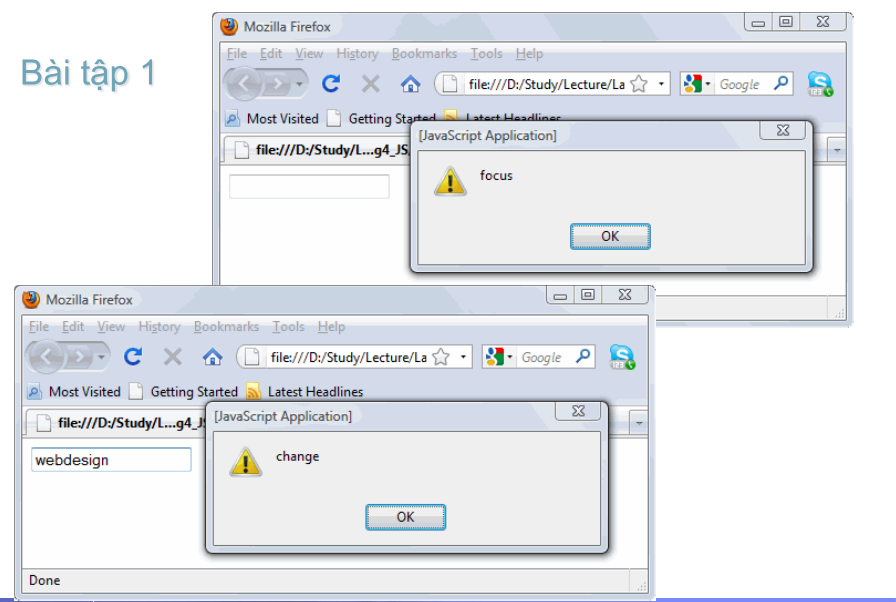 Bài tập 1
Mozilla Firefox
File Edit View History Bookmarks Tools Help
file:///D:/Study/Lecture/La
Google
Most Visited Getting Started Latest Headlines
file:///D:/Study/L...g4_JS
[JavaScript Application]
focus
OK
Mozilla Firefox
File Edit View History Bookmarks Tools Help
file:///D:/Study/Lecture/La
Google
Most Visited Getting Started Latest Headlines
file:///D:/Study/L...g4_JS
[JavaScript Application]
webdesign
change
OK
Done